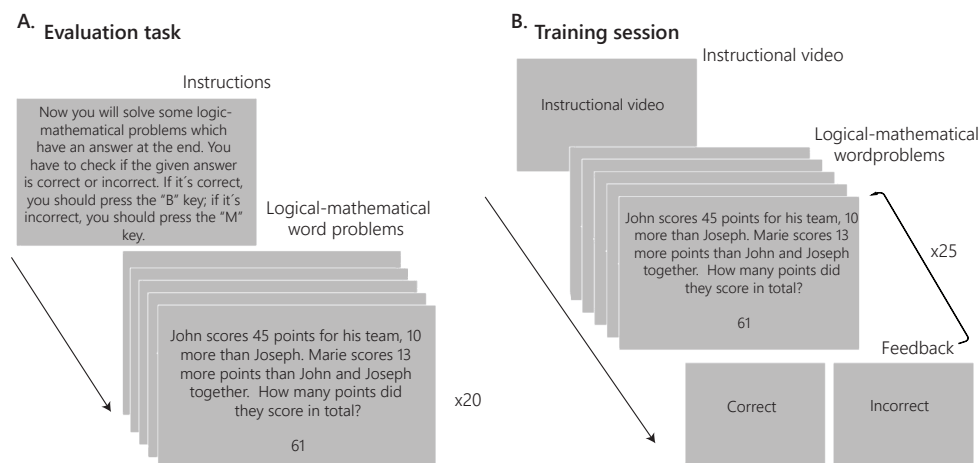 A. Evaluation task
Instructions
Now you will solve some logic-
mathematical problems which
have an answer at the end. You
have to check if the given answer
is correct or incorrect. If it´s correct,
you should press the “B” key; if it´s
incorrect, you should press the “M”
key.
Logical-mathematical
word problems
John scores 45 points for his team, 10
more than Joseph. Marie scores 13
more points than John and Joseph
together. How many points did
they score in total?
61
x20
B. Training session
Instructional video
Instructional video
Logical-mathematical
wordproblems
John scores 45 points for his team, 10
more than Joseph. Marie scores 13
more points than John and Joseph
together. How many points did
they score in total?
61
x25
Feedback
Correct
Incorrect